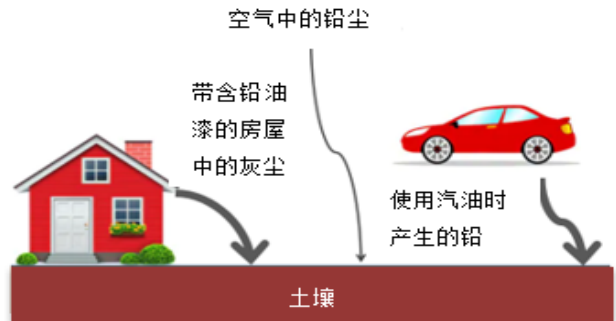 空气中的铅尘
带含铅油
漆的房屋
中的灰尘
使用汽油时
产生的铅
土壤